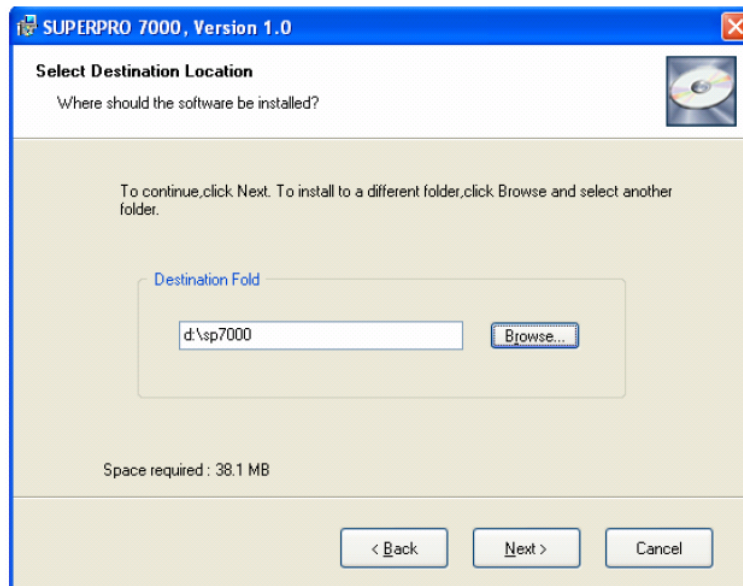 SUPERPRO 7000, Version 1.0
Select Destination Location
Where should the software be installed?
To continue,click Next. To install to a different folder,click Browse and select another
folder.
Destination Fold
d:\sp7000
Browse...
Space required : 38.1 MB
< Back
Next >
Cancel